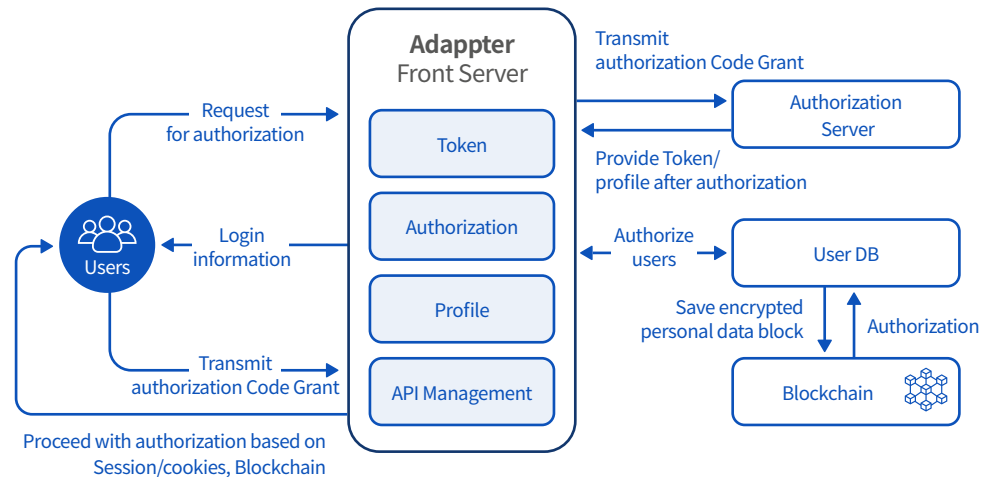 Adappter
Front Server
Token
Authorization
Profile
API Management
Request
for authorization
Users
Login
information
Transmit
authorization Code Grant
Proceed with authorization based on
Session/cookies, Blockchain
Transmit
authorization Code Grant
Authorization
Server
Provide Token/
profile after authorization
Authorize
users
User DB
Save encrypted
personal data block
Authorization
Blockchain